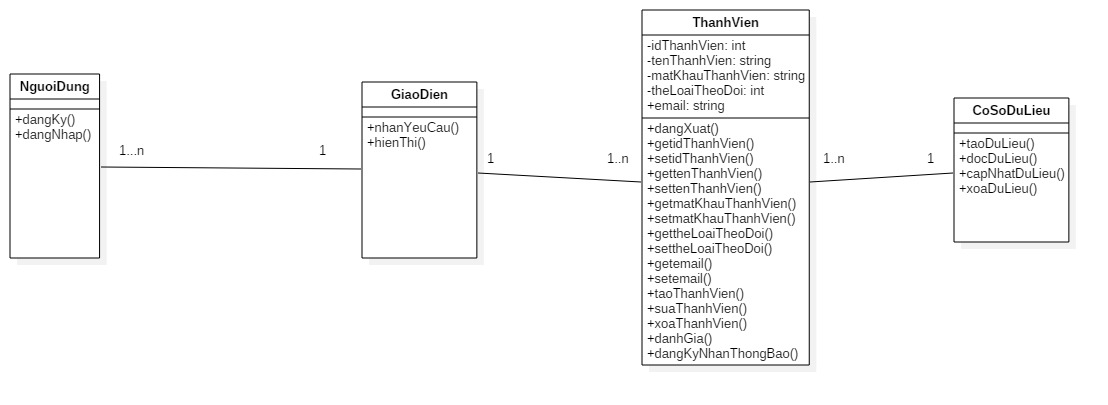 NguoiDung
+dangKy()
+dangNhap()
1...n
1
GiaoDien
+nhanYeuCau()
+hienThi()
1
1..n
ThanhVien
-idThanhVien: int
-tenThanhVien: string
-matKhauThanhVien: string
-theLoaiTheoDoi: int
+email: string
+dangXuat()
+getidThanhVien()
+setidThanhVien()
+gettenThanhVien()
+settenThanhVien()
+getmatKhauThanhVien()
+setmatKhauThanhVien()
+gettheLoaiTheoDoi()
+settheLoaiTheoDoi()
+getemail()
+setemail()
+taoThanhVien()
+suaThanhVien()
+xoaThanhVien()
+danhGia()
+dangKyNhanThongBao()
1..n
1
CoSoDuLieu
+taoDuLieu()
+docDuLieu()
+capNhatDuLieu()
+xoaDuLieu()